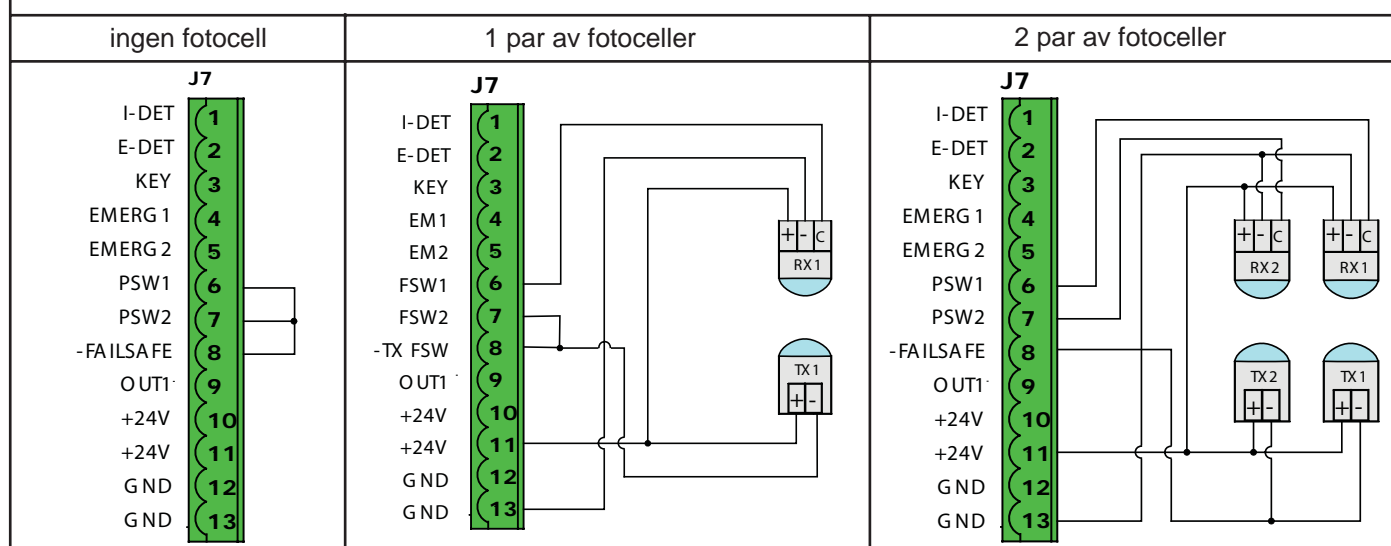 ingen fotocell
J7
I-DET 1
E-DET 2
KEY 3
EMERG 1 4
EMERG 2 5
PSW1 6
PSW2 7
-FAILSAFE 8
OUT1 9
+24V 10
+24V 11
GND 12
GND 13
1 par av fotoceller
J7
I-DET 1
E-DET 2
KEY 3
EM1 4
EM2 5
FSW1 6
FSW2 7
-TX FSW 8
OUT1 9
+24V 10
+24V 11
GND 12
GND 13
+ - C
RX1
TX1
+ -
2 par av fotoceller
J7
I-DET 1
E-DET 2
KEY 3
EMERG 1 4
EMERG 2 5
PSW1 6
PSW2 7
-FAILSAFE 8
OUT1 9
+24V 10
+24V 11
GND 12
GND 13
+ - C
RX2
+ - C
RX1
TX2
+ -
TX1
+ -